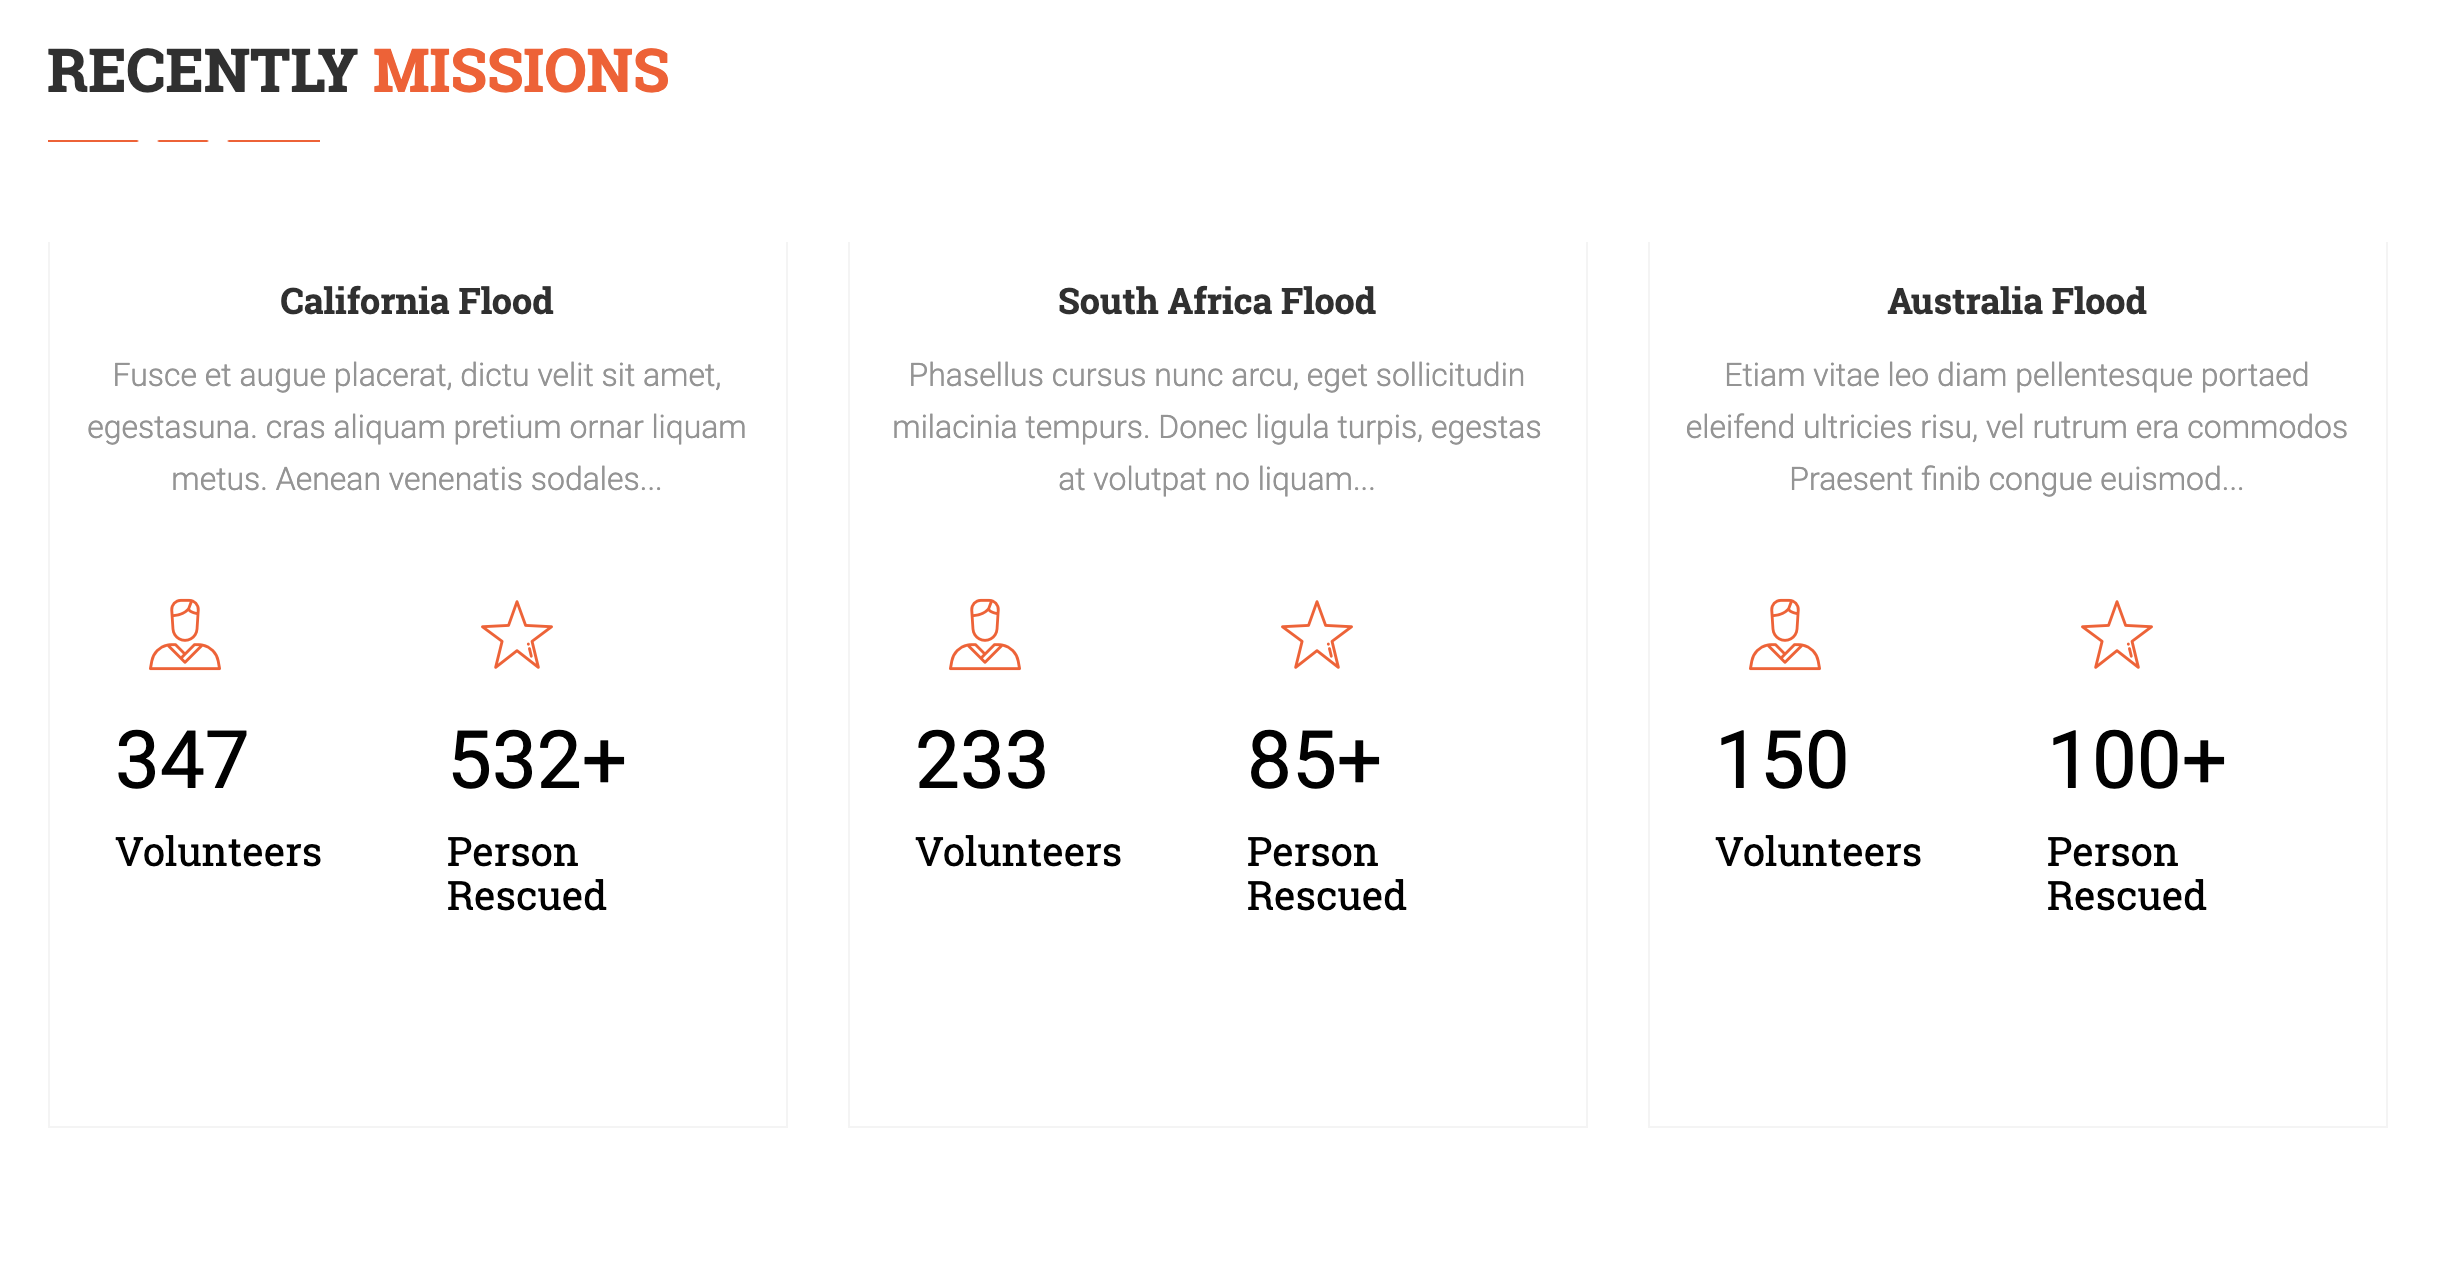 RECENTLY MISSIONS
California Flood
Fusce et augue placerat, dictu velit sit amet,
egestasuna. cras aliquam pretium ornar liquam
metus. Aenean venenatis sodales...
347
Volunteers
532+
Person
Rescued
South Africa Flood
Phasellus cursus nunc arcu, eget sollicitudin
milacinia tempurs. Donec ligula turpis, egestas
at volutpat no liquam...
233
Volunteers
85+
Person
Rescued
Australia Flood
Etiam vitae leo diam pellentesque portaed
eleifend ultricies risu, vel rutrum era commodos
Praesent finib congue euismod...
150
Volunteers
100+
Person
Rescued